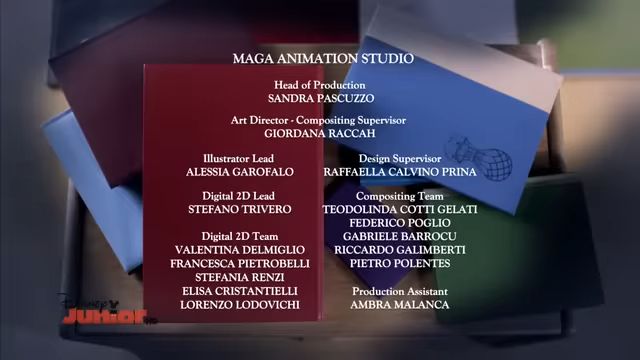 MAGA ANIMATION STUDIO
Head of Production
SANDRA PASCUZZO
Art Director - Compositing Supervisor
GIORDANA RACCAH
Illustrator Lead
ALESSIA GAROFALO
Design Supervisor
RAFFAELLA CALVINO PRINA
Digital 2D Lead
STEFANO TRIVERO
Digital 2D Team
VALENTINA DELMIGLIO
FRANCESCA PIETROBELLI
STEFANIA RENZI
ELISA CRISTANTIELLI
LORENZO LODOVICHI
Compositing Team
TEODOLINDA COTTI GELATI
FEDERICO POGLIO
GABRIELE BARROCU
RICCARDO GALIMBERTI
PIETRO POLENTES
Production Assistant
AMBRA MALANCA
Disney
Junior
HD